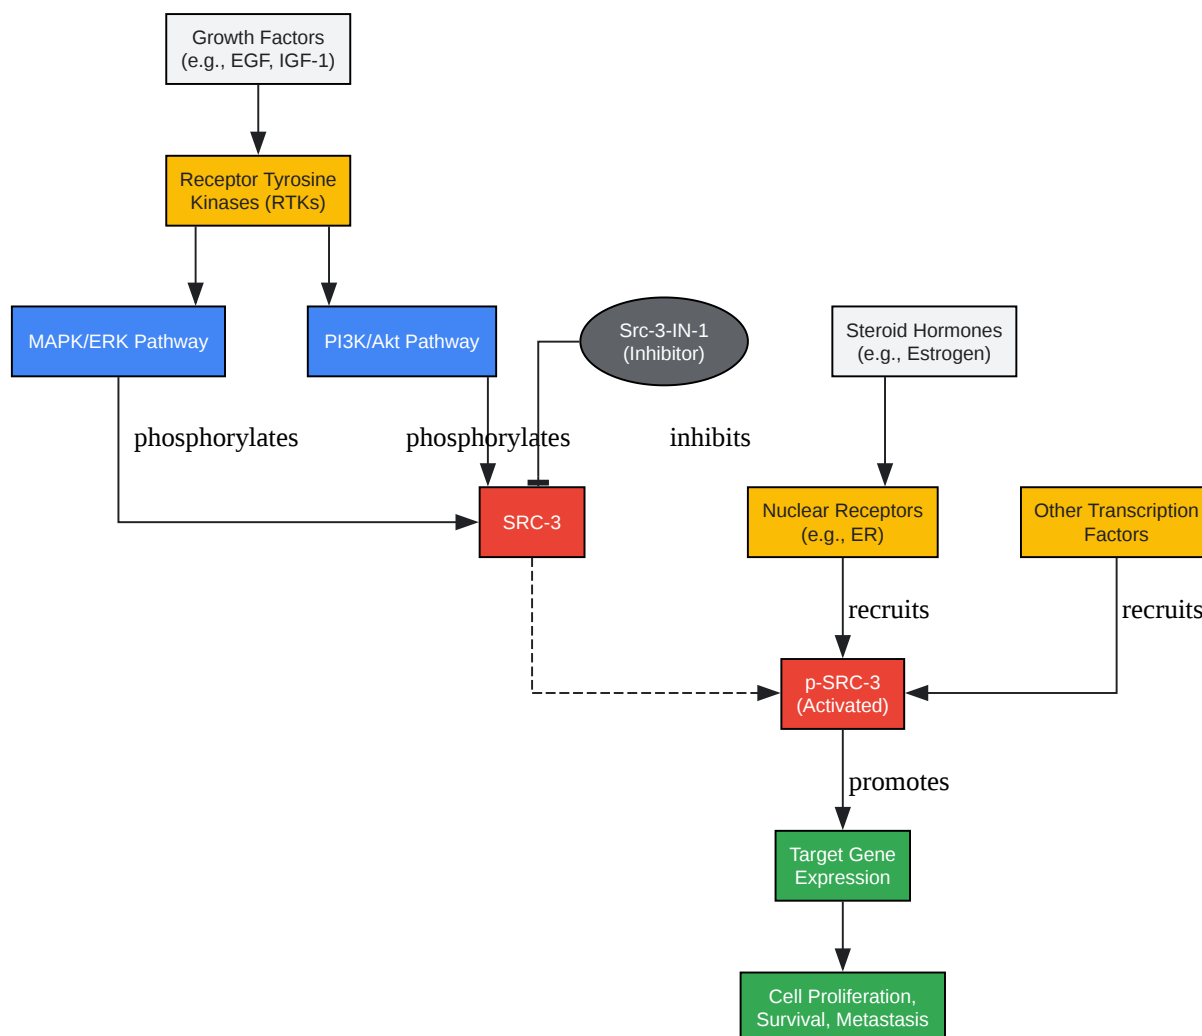 Growth Factors
(e.g., EGF, IGF-1)
Receptor Tyrosine
Kinases (RTKs)
MAPK/ERK Pathway
PI3K/Akt Pathway
Src-3-IN-1
(Inhibitor)
Steroid Hormones
(e.g., Estrogen)
phosphorylates
phosphorylates
inhibits
SRC-3
Nuclear Receptors
(e.g., ER)
Other Transcription
Factors
recruits
recruits
p-SRC-3
(Activated)
promotes
Target Gene
Expression
Cell Proliferation,
Survival, Metastasis